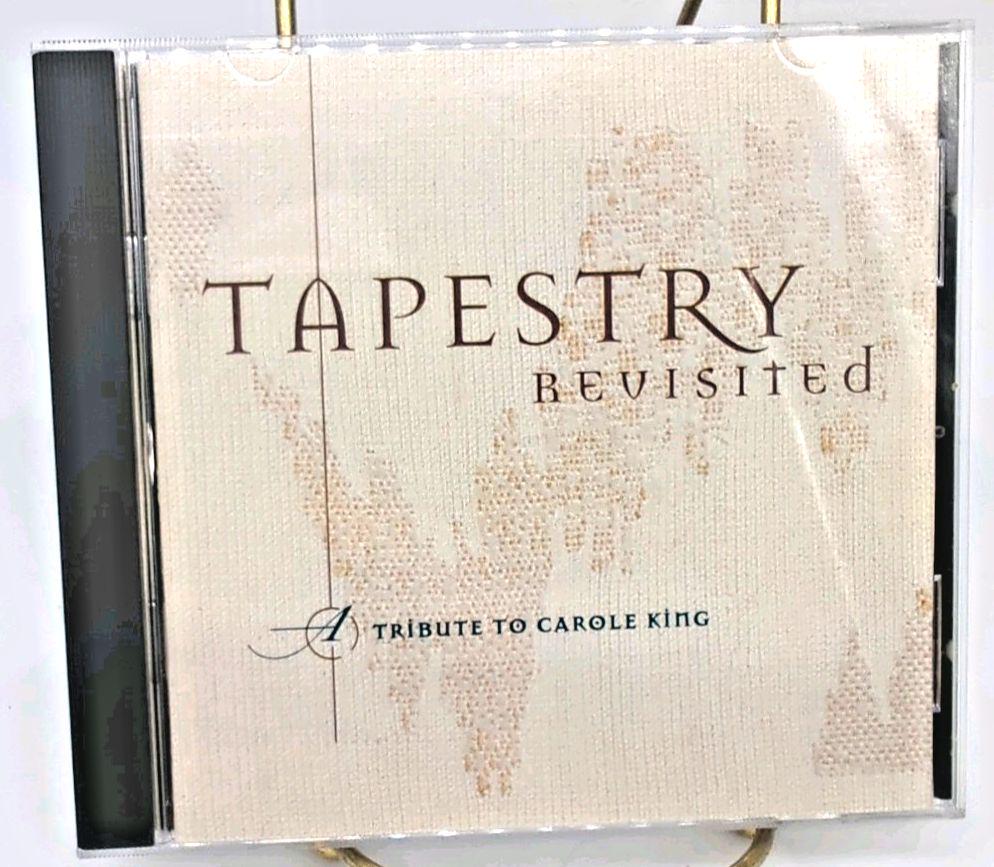 TAPESTRY
REVISITED
A TRIBUTE TO CAROLE KING